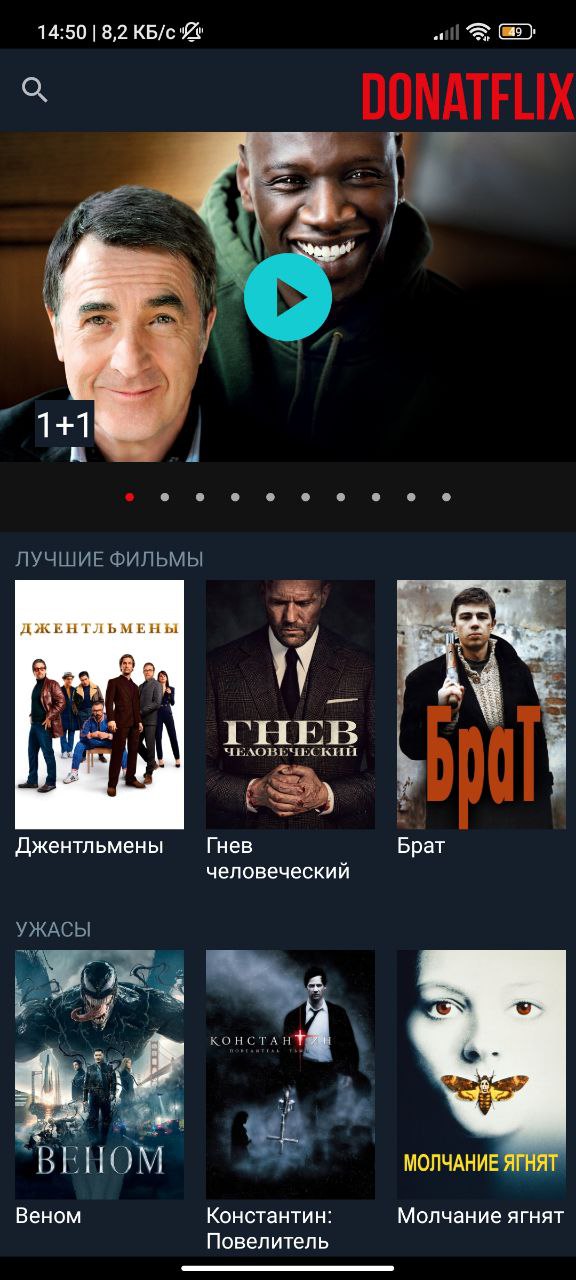 14:50 | 8,2 КБ/с
49
DONATFLIX
1+1
ЛУЧШИЕ ФИЛЬМЫ
ДЖЕНТЛЬМЕНЫ
ГНЕВ
ЧЕЛОВЕЧЕСКИЙ
БраТ
Джентльмены
Гнев
человеческий
Брат
УЖАСЫ
ВЕНОМ
КОНСТАНТИН
ПОВЕЛИТЕЛЬ ТЬМЫ
МОЛЧАНИЕ ЯГНЯТ
Веном
Константин:
Повелитель
Молчание ягнят